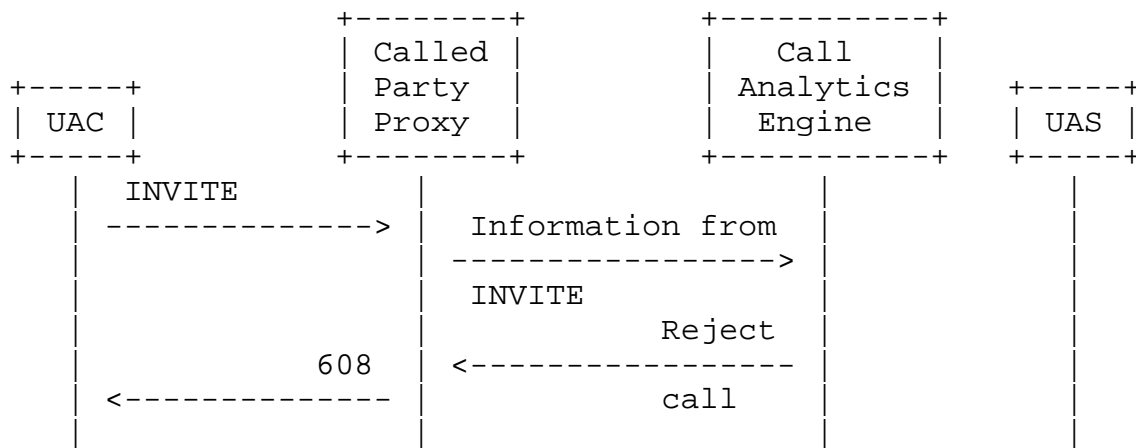 Called Call
Party Analytics
UAC Proxy Engine UAS
INVITE
Information from
INVITE
Reject
608
call